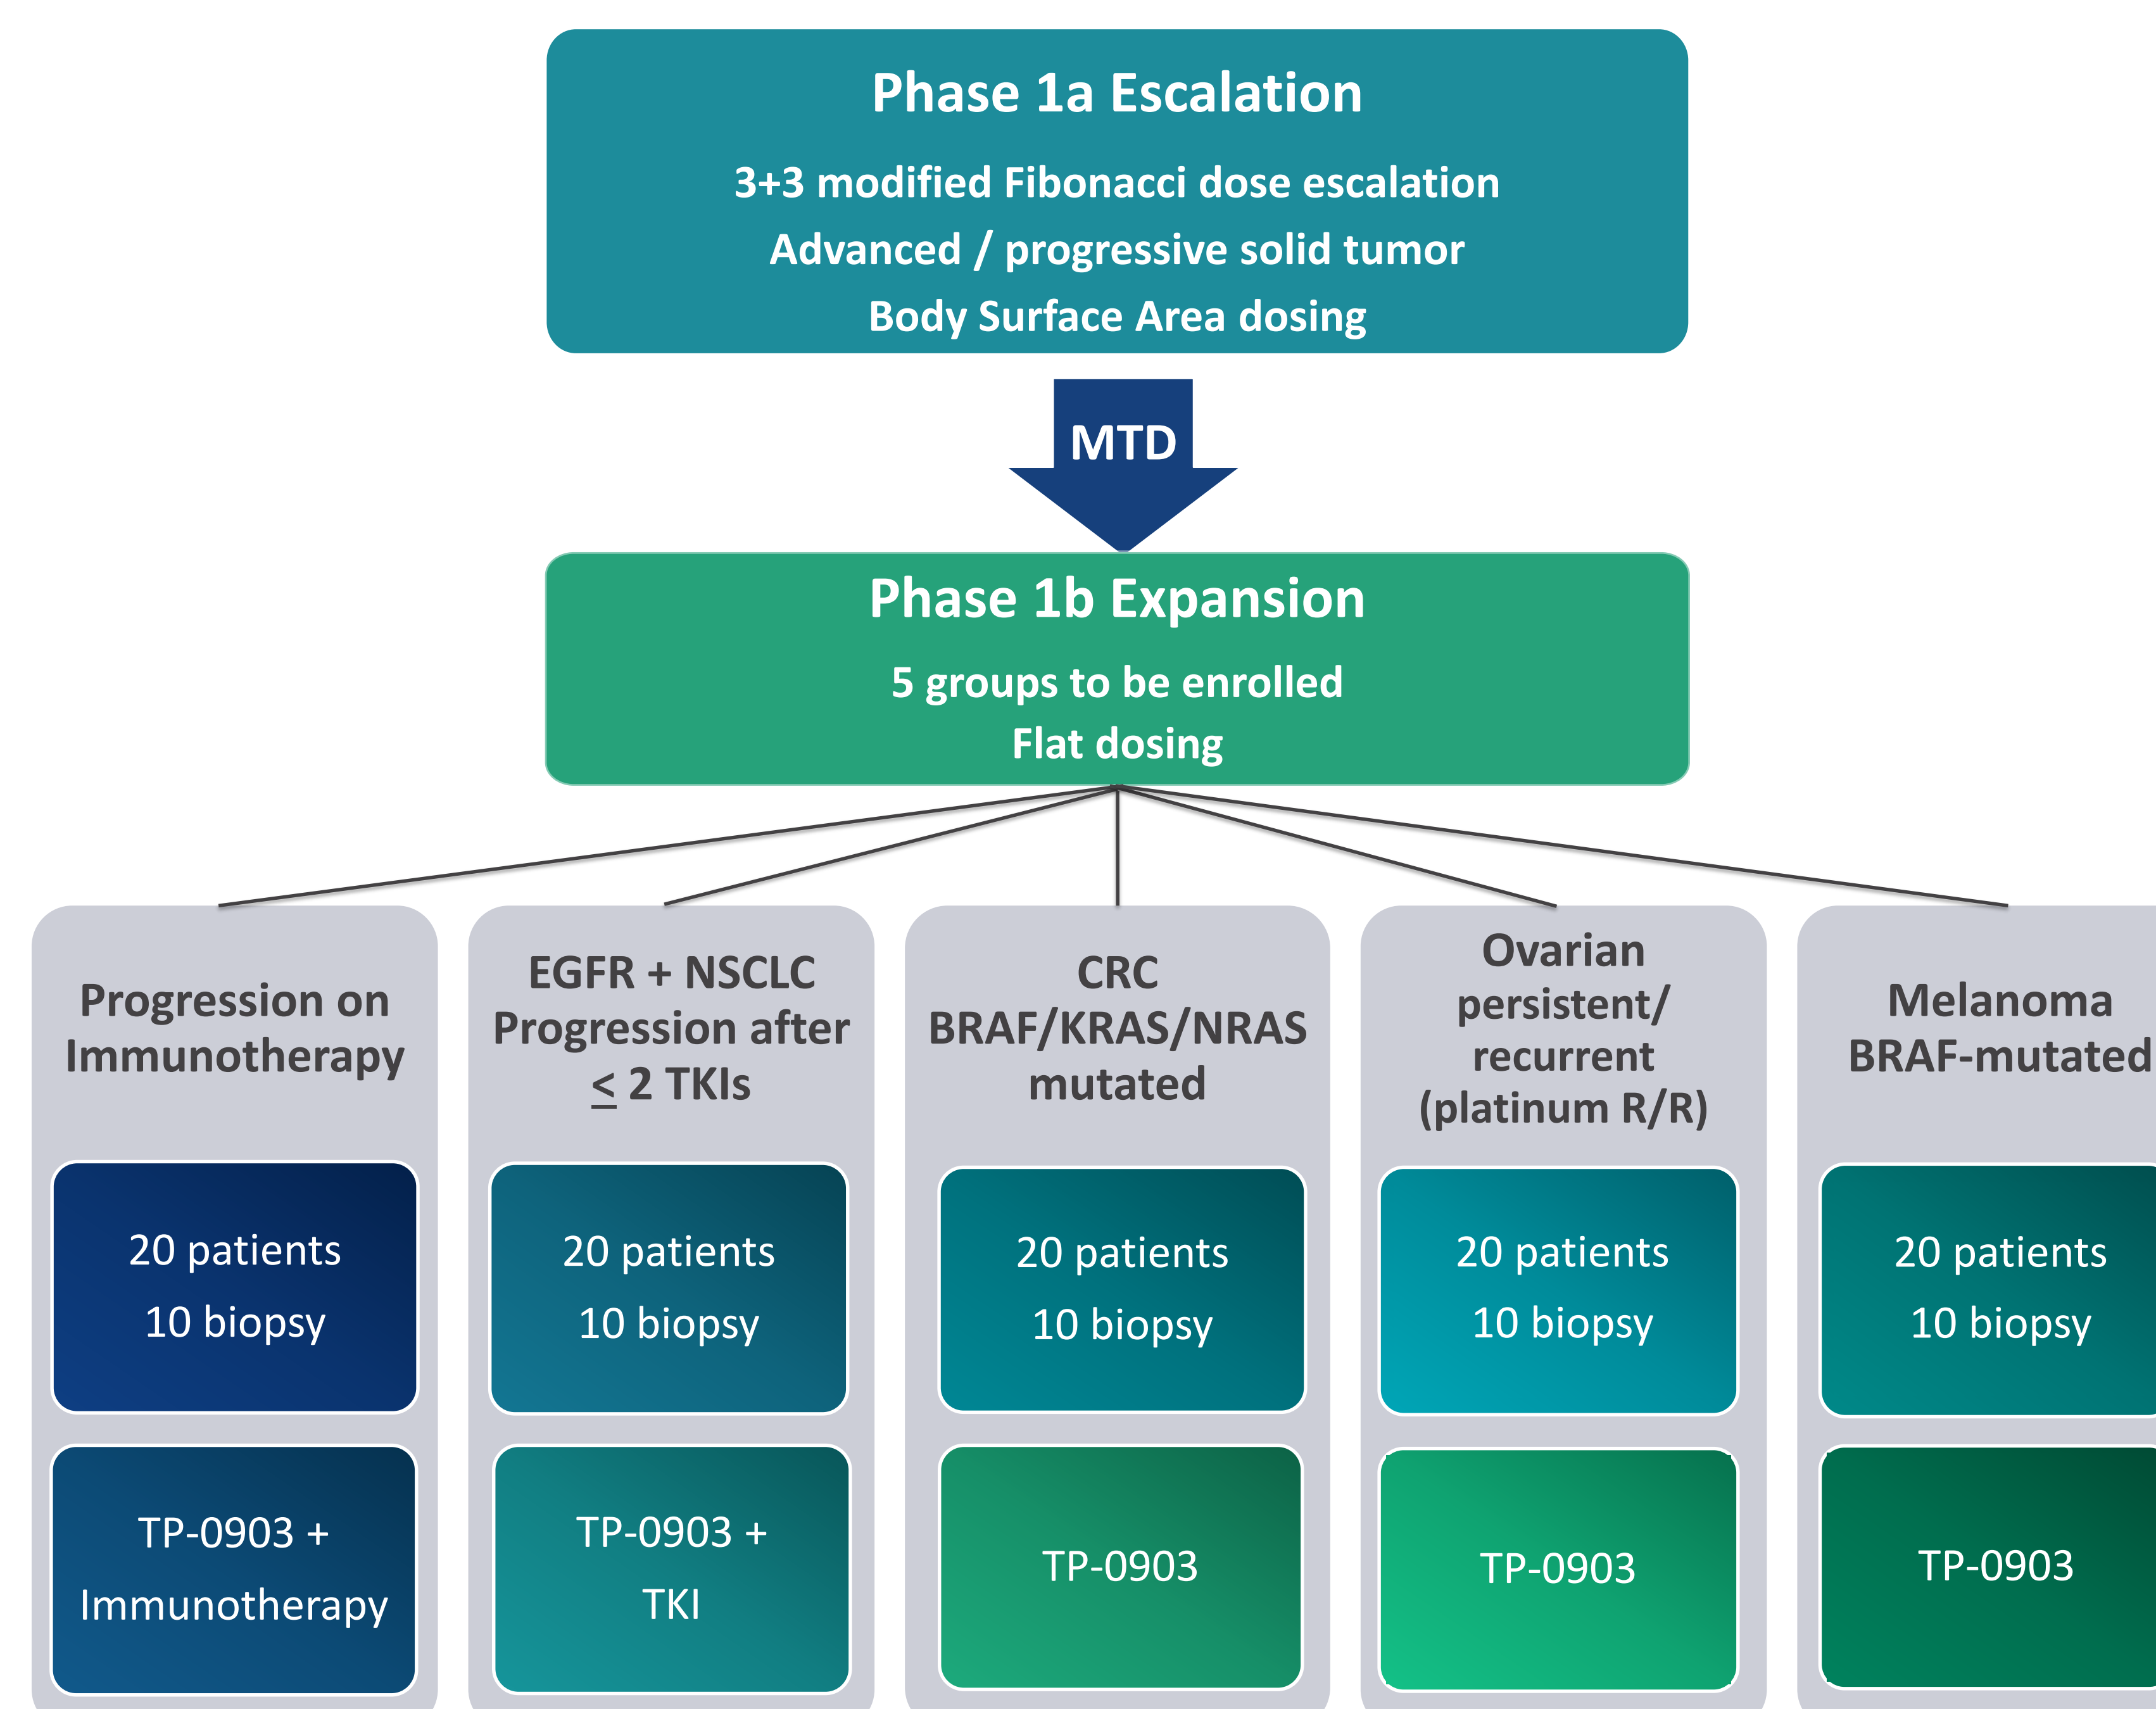 Phase 1a Escalation
3+3 modified Fibonacci dose escalation
Advanced / progressive solid tumor
Body Surface Area dosing
MTD
Phase 1b Expansion
5 groups to be enrolled
Flat dosing
Progression on
Immunotherapy
20 patients
10 biopsy
TP-0903 +
Immunotherapy
EGFR + NSCLC
Progression after
≤ 2 TKIs
20 patients
10 biopsy
TP-0903 +
TKI
CRC
BRAF/KRAS/NRAS
mutated
20 patients
10 biopsy
TP-0903
Ovarian
persistent/
recurrent
(platinum R/R)
20 patients
10 biopsy
TP-0903
Melanoma
BRAF-mutated
20 patients
10 biopsy
TP-0903